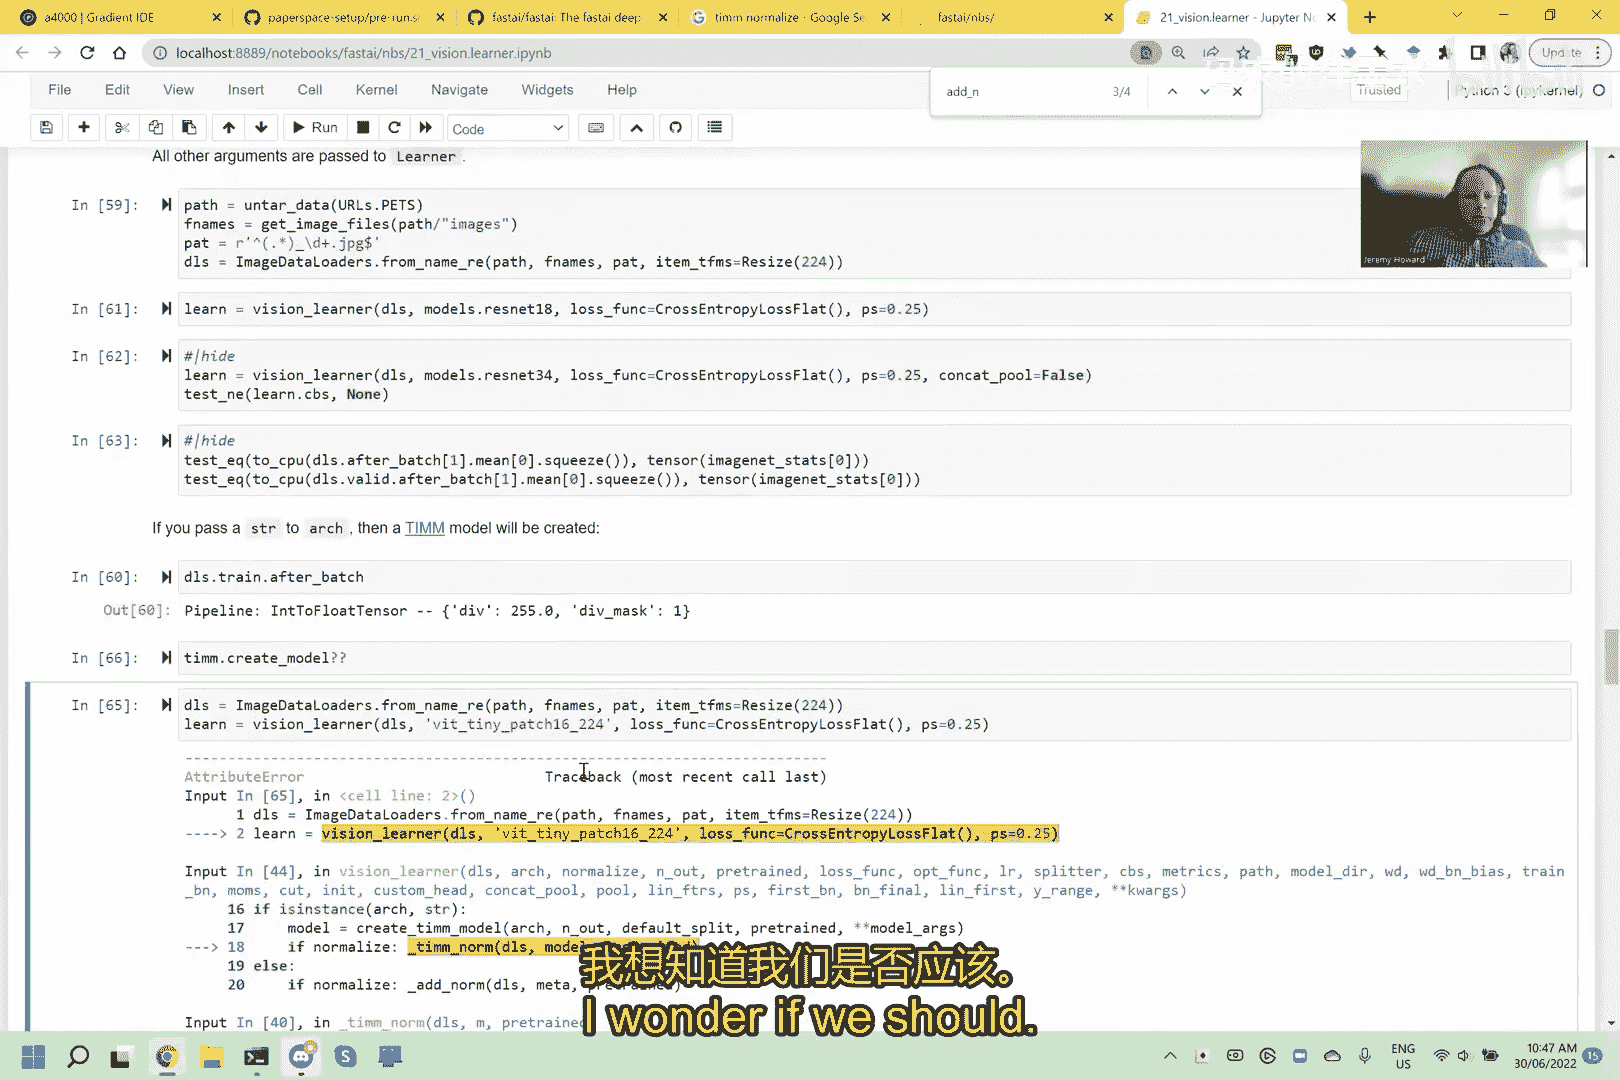 a4000 | Gradient IDE
paperspace-setup/pre-run.s
fastai/fastai: The fastai deep
timm normalize - Google Se
fastai/nbs/
21_vision.learner - Jupyter No
localhost:8889/notebooks/fastai/nbs/21_vision.learner.ipynb
Update
File Edit View Insert Cell Kernel Navigate Widgets Help
add_n 3/4
Trusted
Python 3 (ipykernel)
Run
Code
All other arguments are passed to Learner .
Jeremy Howard
In [59]: path = untar_data(URLs.PETS)
fnames = get_image_files(path/"images")
pat = r'^(.*)_\d+.jpg$'
dls = ImageDataLoaders.from_name_re(path, fnames, pat, item_tfms=Resize(224))
In [61]: learn = vision_learner(dls, models.resnet18, loss_func=CrossEntropyLossFlat(), ps=0.25)
In [62]: #|hide
learn = vision_learner(dls, models.resnet34, loss_func=CrossEntropyLossFlat(), ps=0.25, concat_pool=False)
test_ne(learn.cbs, None)
In [63]: #|hide
test_eq(to_cpu(dls.after_batch[1].mean[0].squeeze()), tensor(imagenet_stats[0]))
test_eq(to_cpu(dls.valid.after_batch[1].mean[0].squeeze()), tensor(imagenet_stats[0]))
If you pass a str to arch , then a TIMM model will be created:
In [60]: dls.train.after_batch
Out[60]: Pipeline: IntToFloatTensor -- {'div': 255.0, 'div_mask': 1}
In [66]: timm.create_model??
In [65]: dls = ImageDataLoaders.from_name_re(path, fnames, pat, item_tfms=Resize(224))
learn = vision_learner(dls, 'vit_tiny_patch16_224', loss_func=CrossEntropyLossFlat(), ps=0.25)
---------------------------------------------------------------------------
AttributeError Traceback (most recent call last)
Input In [65], in <cell line: 2>()
1 dls = ImageDataLoaders.from_name_re(path, fnames, pat, item_tfms=Resize(224))
----> 2 learn = vision_learner(dls, 'vit_tiny_patch16_224', loss_func=CrossEntropyLossFlat(), ps=0.25)
Input In [44], in vision_learner(dls, arch, normalize, n_out, pretrained, loss_func, opt_func, lr, splitter, cbs, metrics, path, model_dir, wd, wd_bn_bias, train
_bn, moms, cut, init, custom_head, concat_pool, pool, lin_ftrs, ps, first_bn, bn_final, lin_first, y_range, **kwargs)
16 if isinstance(arch, str):
17 model = create_timm_model(arch, n_out, default_split, pretrained, **model_args)
---> 18 if normalize: _timm_norm(dls, model
19 else:
20 if normalize: _add_norm(dls, meta, pretrained)
Input In [40], in _timm_norm(dls, m, pretrained
我想知道我们是否应该。
I wonder if we should.
ENG
US
10:47 AM
30/06/2022
15